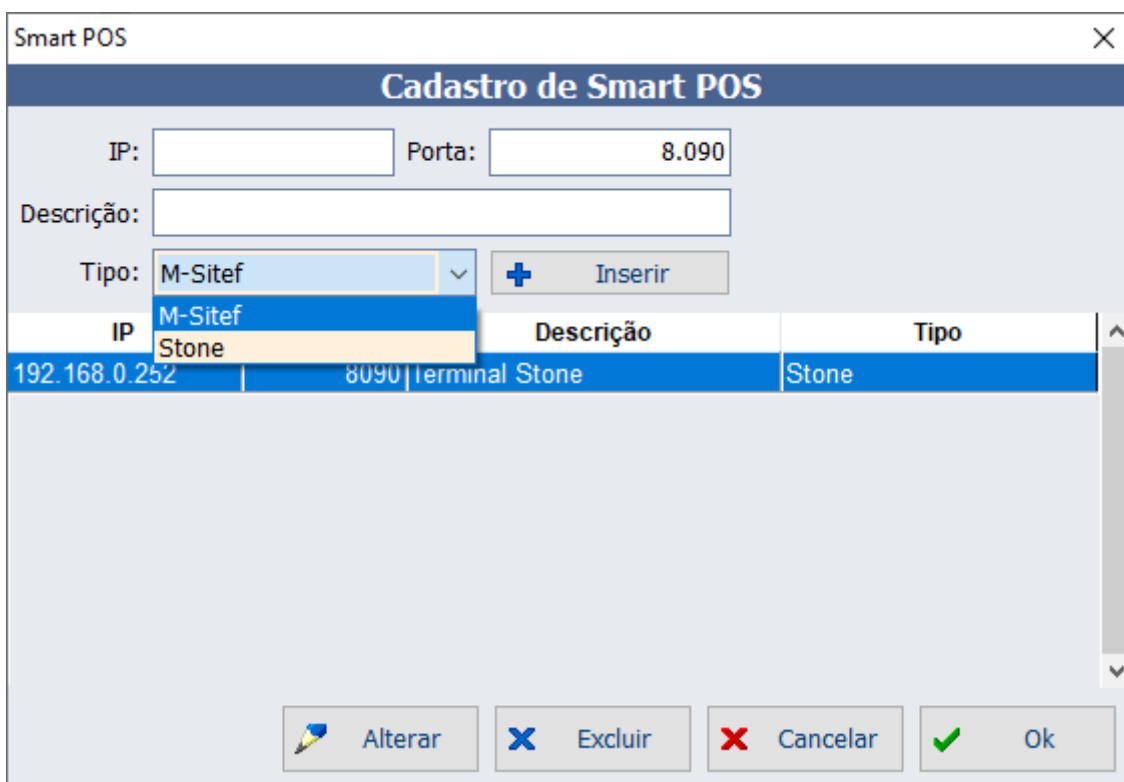 Smart POS
Cadastro de Smart POS
IP: Porta: 8.090
Descrição:
Tipo: M-Sitef Inserir
M-Sitef
Stone
IP Descrição Tipo
192.168.0.252 8090 Terminal Stone Stone
Alterar Excluir Cancelar Ok